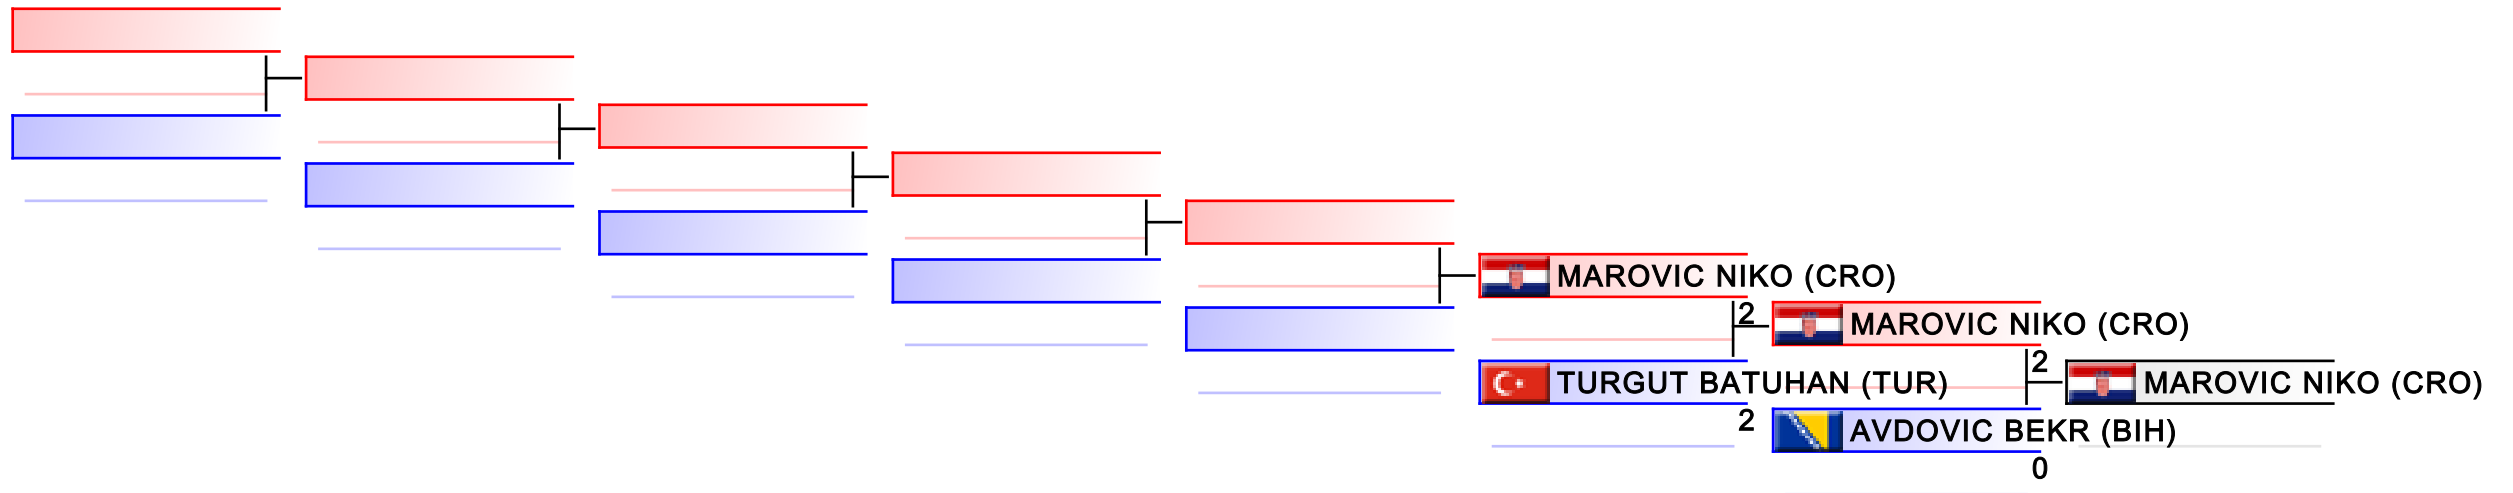 MAROVIC NIKO (CRO)
2
MAROVIC NIKO (CRO)
2
TURGUT BATUHAN (TUR)
2
MAROVIC NIKO (CRO)
AVDOVIC BEKR (BIH)
0